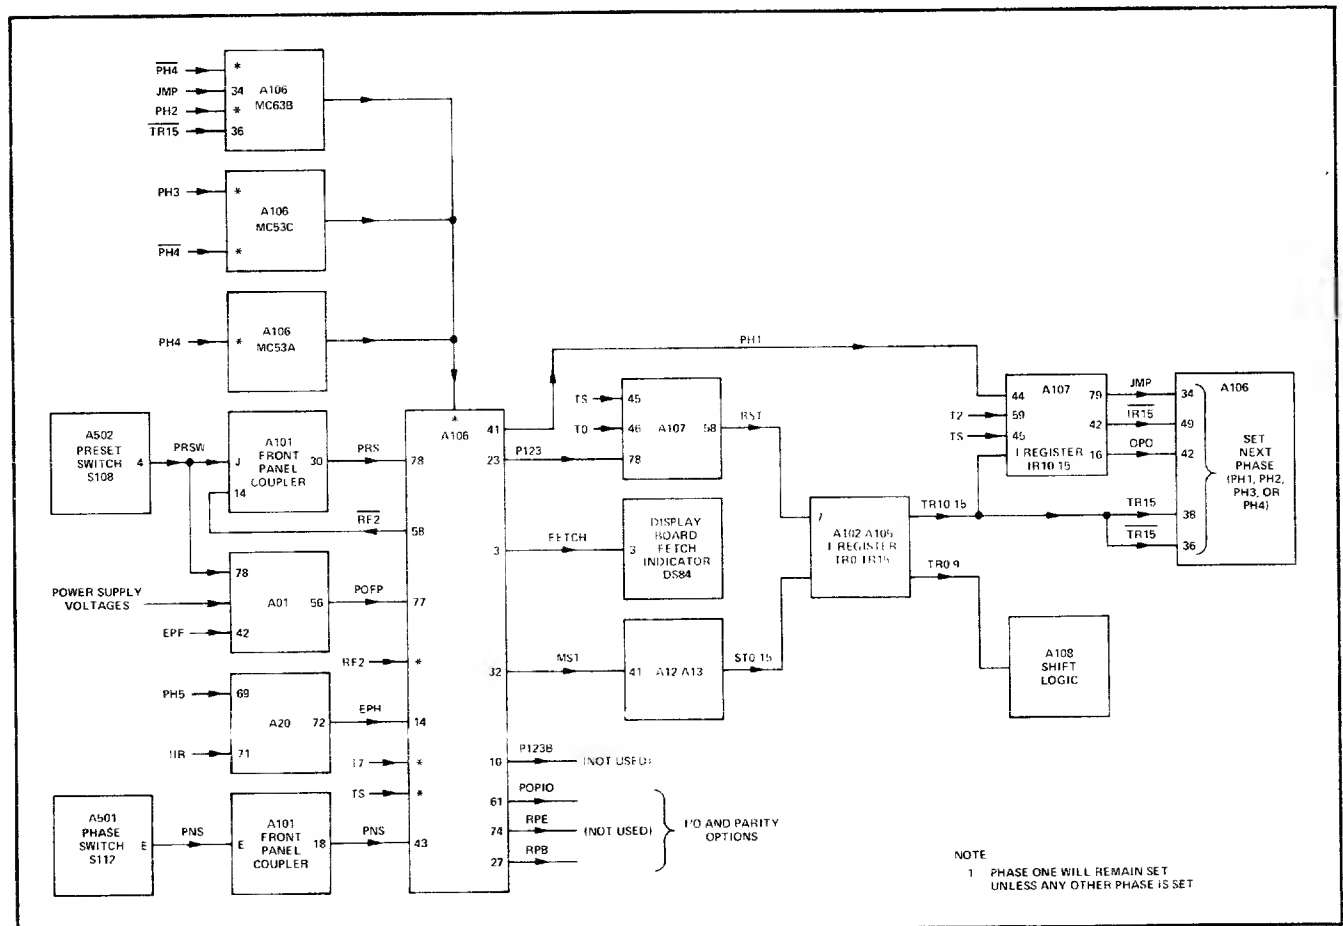 PH4
JMP
PH2
TR15
*
34
*
36
A106
MC63B
PH3
PH4
*
*
A106
MC53C
PH4
*
A106
MC53A
A502
PRESET
SWITCH
S108
4
PRSW
J
14
A101
FRONT
PANEL
COUPLER
30
PRS
RF2
78
POWER SUPPLY
VOLTAGES
EPF
42
A01
56
POFP
RF2
PH5
69
71
A20
72
EPH
TS
A501
PHASE
SWITCH
S112
E
PNS
E
A101
FRONT
PANEL
COUPLER
18
PNS
*
A106
78
58
77
*
14
*
*
43
41
23
3
32
10
61
74
27
PH1
P123
FETCH
MS1
P123B
(NOT USED)
POPIO
RPE
(NOT USED)
RPB
I/O AND PARITY
OPTIONS
TS
T0
45
46
78
A107
58
RST
3
DISPLAY
BOARD
FETCH
INDICATOR
DS84
41
A12 A13
ST0 15
7
A102 A105
REGISTER
TR10 15
TR0 9
A108
SHIFT
LOGIC
T2
TS
44
59
45
A107
I REGISTER
IR10 15
79
42
16
JMP
IR15
OPO
TR15
TR15
34
49
42
38
36
A106
SET
NEXT
PHASE
(PH1, PH2,
PH3, OR
PH4)
NOTE
1 PHASE ONE WILL REMAIN SET
UNLESS ANY OTHER PHASE IS SET